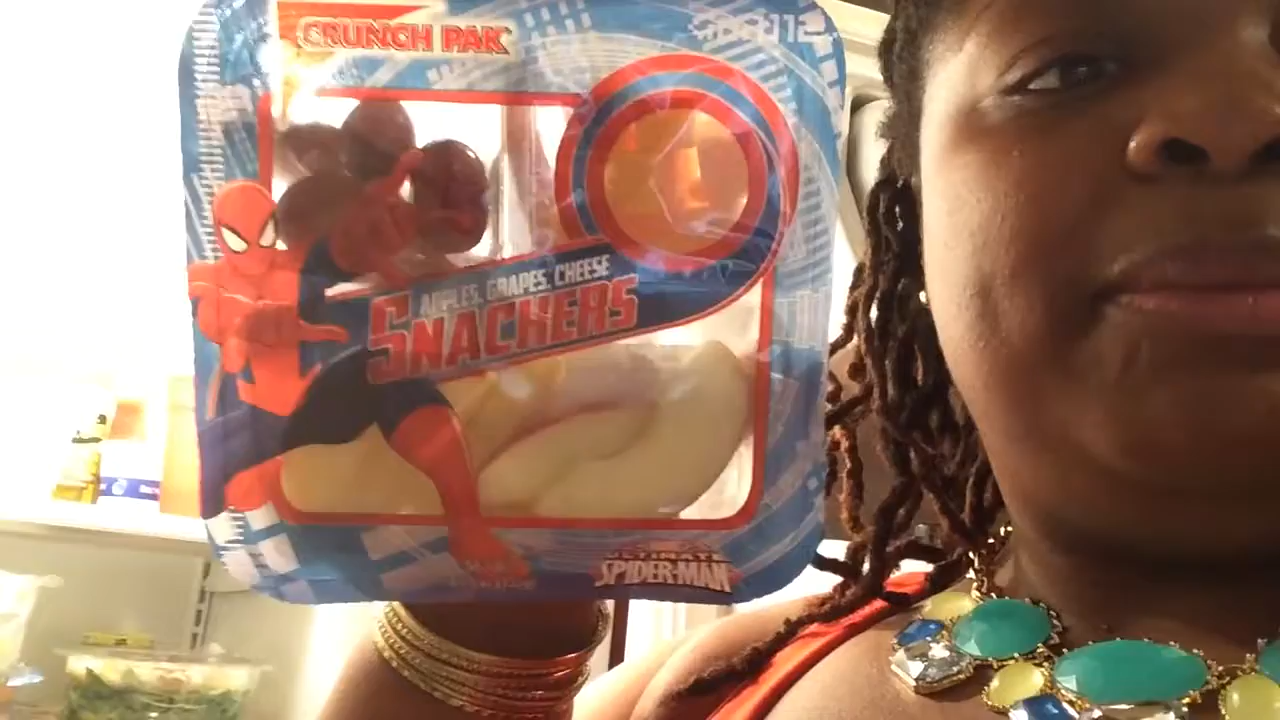 CRUNCH PAK
APPLES, GRAPES, CHEESE
SNACKERS
ULTIMATE
SPIDER-MAN